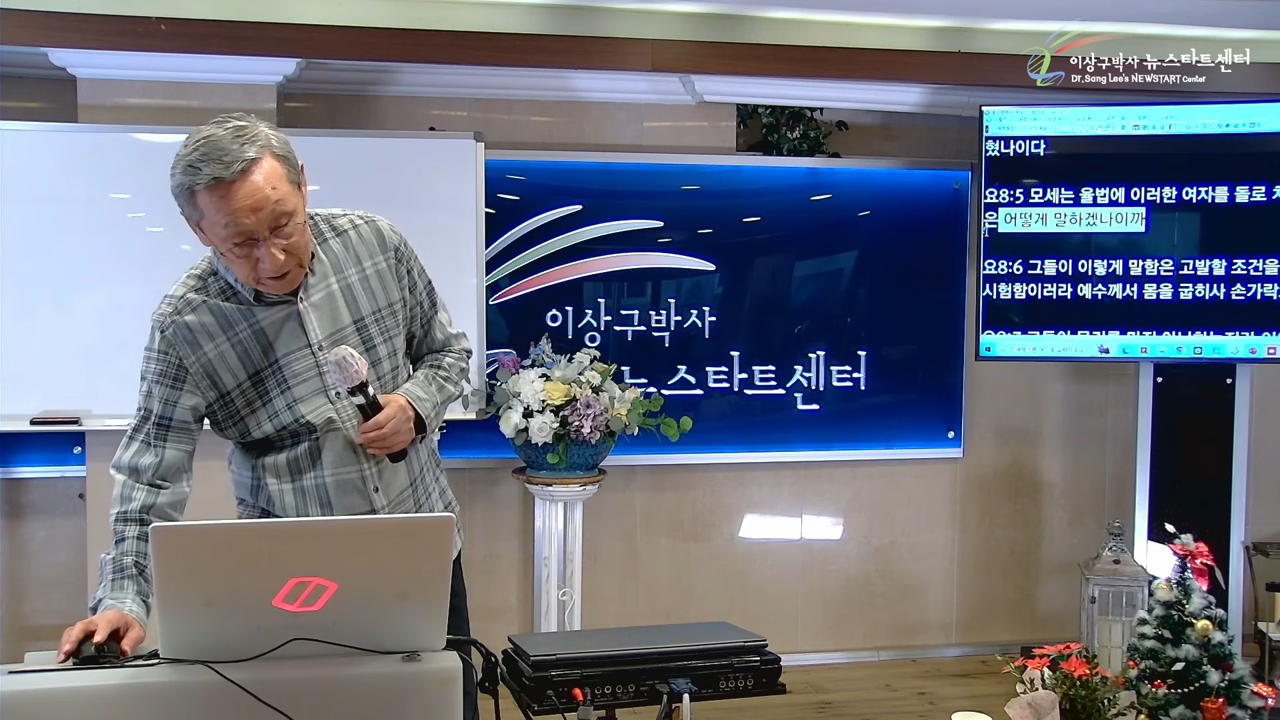 이상구박사 뉴스타트센터
Dr. Sang Lee's NEWSTART Center
혔나이다
요8:5 모세는 율법에 이러한 여자를 돌로
은 어떻게 말하겠나이까
요8:6 그들이 이렇게 말함은 고발할 조건을
시험함이러라 예수께서 몸을 굽히사 손가락
이상구박사
뉴스타트센터